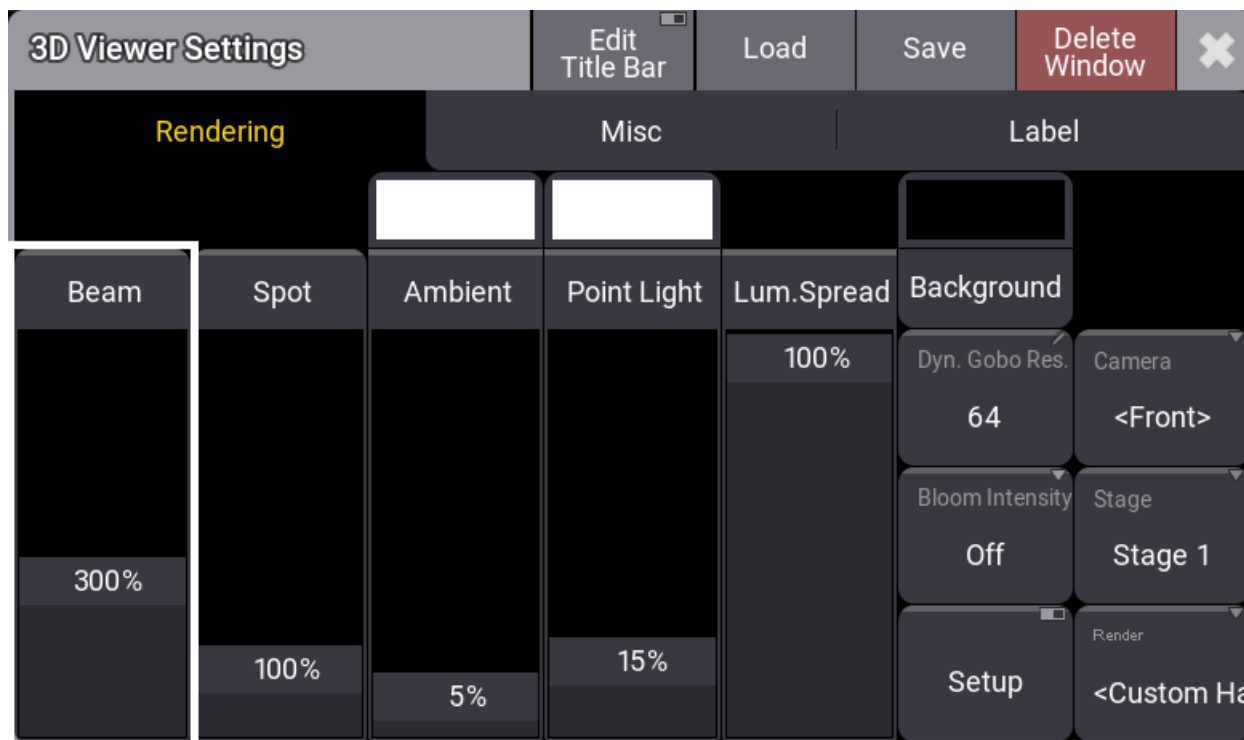 3D Viewer Settings
Edit
Title Bar
Load
Save
Delete
Window
Rendering
Misc
Label
Beam
Spot
Ambient
Point Light
Lum.Spread
Background
100%
Dyn. Gobo Res.
64
Camera
<Front>
Bloom Intensity
Off
Stage
Stage 1
300%
100%
5%
15%
Setup
Render
<Custom Ha